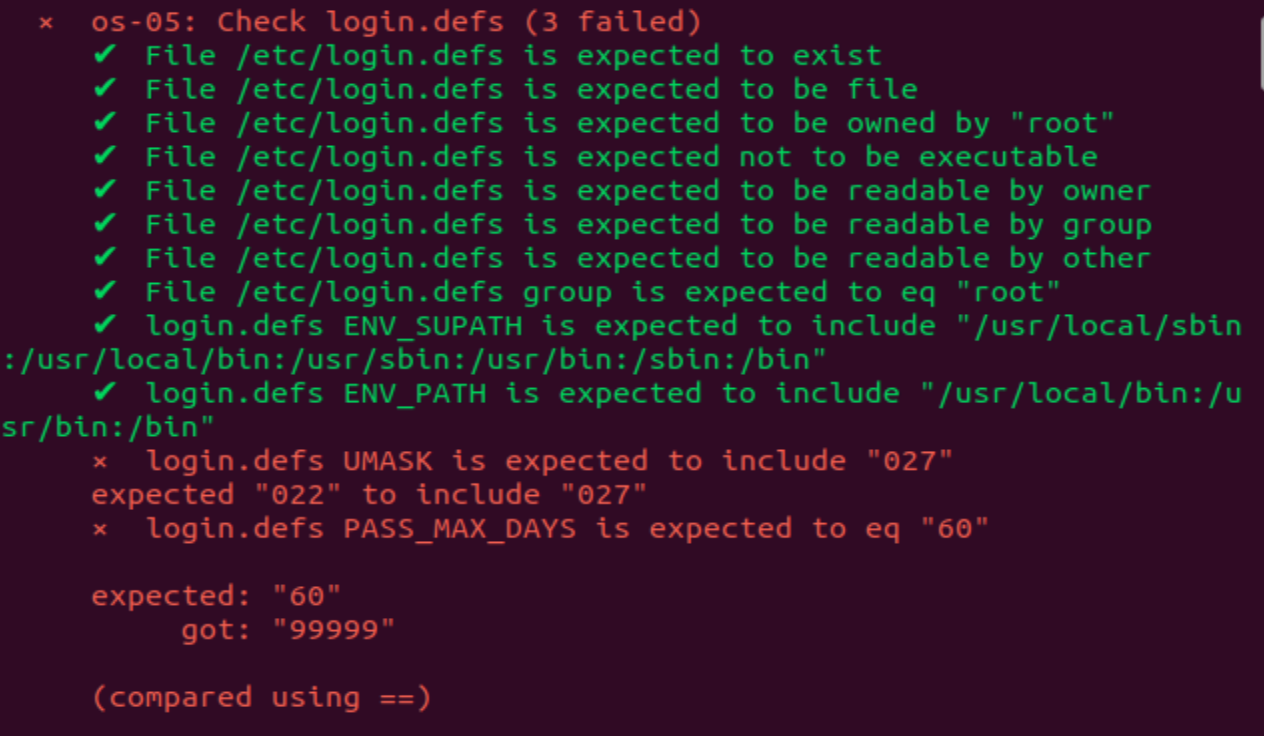 × os-05: Check login.defs (3 failed)
✔ File /etc/login.defs is expected to exist
✔ File /etc/login.defs is expected to be file
✔ File /etc/login.defs is expected to be owned by "root"
✔ File /etc/login.defs is expected not to be executable
✔ File /etc/login.defs is expected to be readable by owner
✔ File /etc/login.defs is expected to be readable by group
✔ File /etc/login.defs is expected to be readable by other
✔ File /etc/login.defs group is expected to eq "root"
✔ login.defs ENV_SUPATH is expected to include "/usr/local/sbin
:/usr/local/bin:/usr/sbin:/usr/bin:/sbin:/bin"
✔ login.defs ENV_PATH is expected to include "/usr/local/bin:/u
sr/bin:/bin"
× login.defs UMASK is expected to include "027"
expected "022" to include "027"
× login.defs PASS_MAX_DAYS is expected to eq "60"
expected: "60"
got: "99999"
(compared using ==)